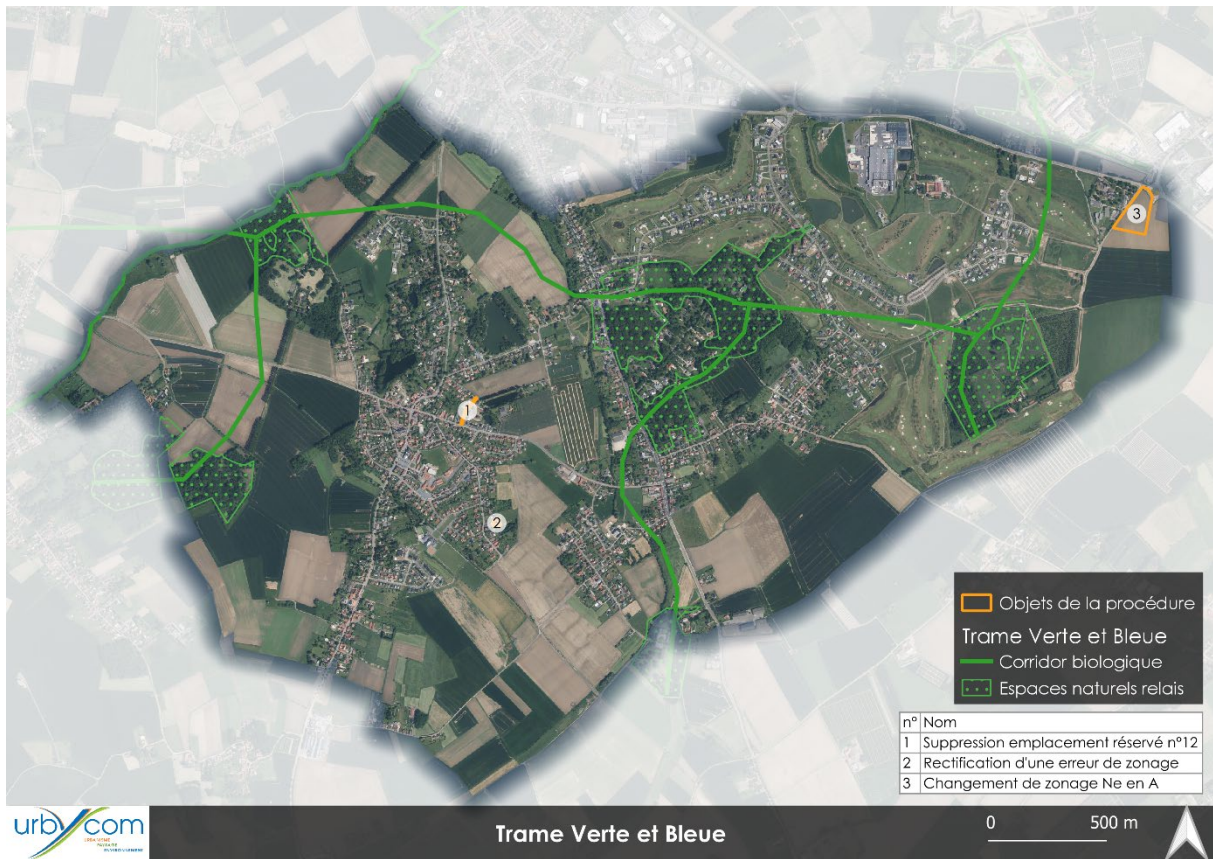 3
1
2
Objets de la procédure
Trame Verte et Bleue
Corridor biologique
Espaces naturels relais
n° Nom
1 Suppression emplacement réservé n°12
2 Rectification d'une erreur de zonage
3 Changement de zonage Ne en A
urbycom
Trame Verte et Bleue
0 500 m